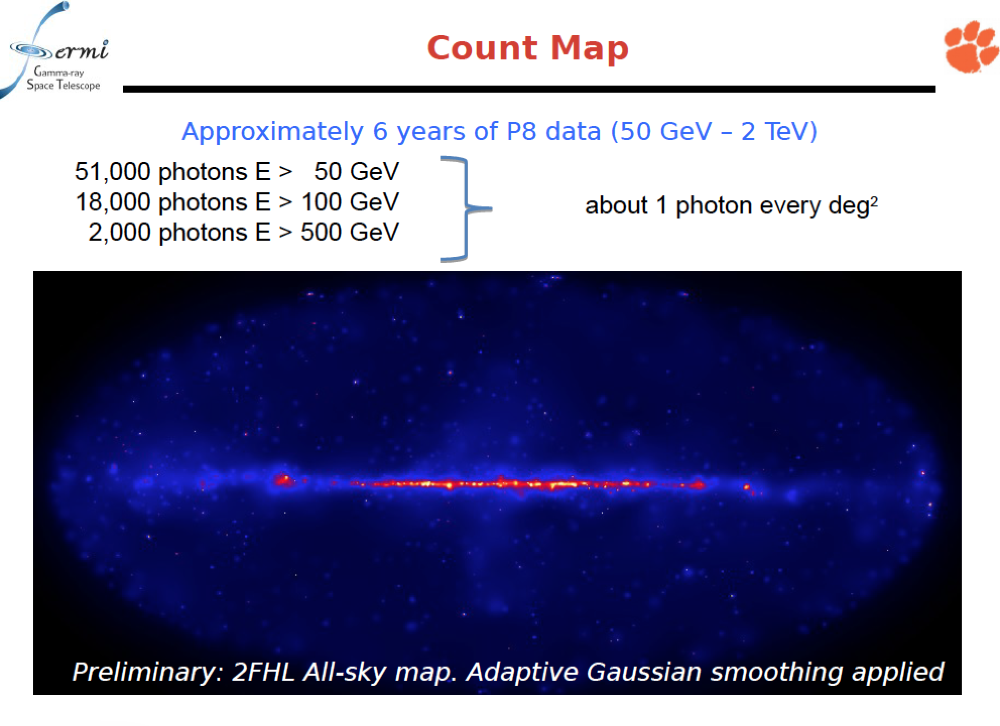 Fermi
Gamma-ray
Space Telescope
Count Map
Approximately 6 years of P8 data (50 GeV – 2 TeV)
51,000 photons E > 50 GeV
18,000 photons E > 100 GeV
2,000 photons E > 500 GeV
about 1 photon every deg²
Preliminary: 2FHL All-sky map. Adaptive Gaussian smoothing applied